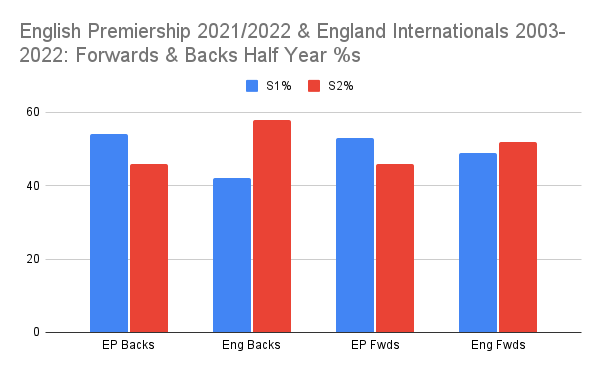 English Premiership 2021/2022 & England Internationals 2003-
2022: Forwards & Backs Half Year %s
S1% S2%
60
40
20
0
EP Backs Eng Backs EP Fwds Eng Fwds